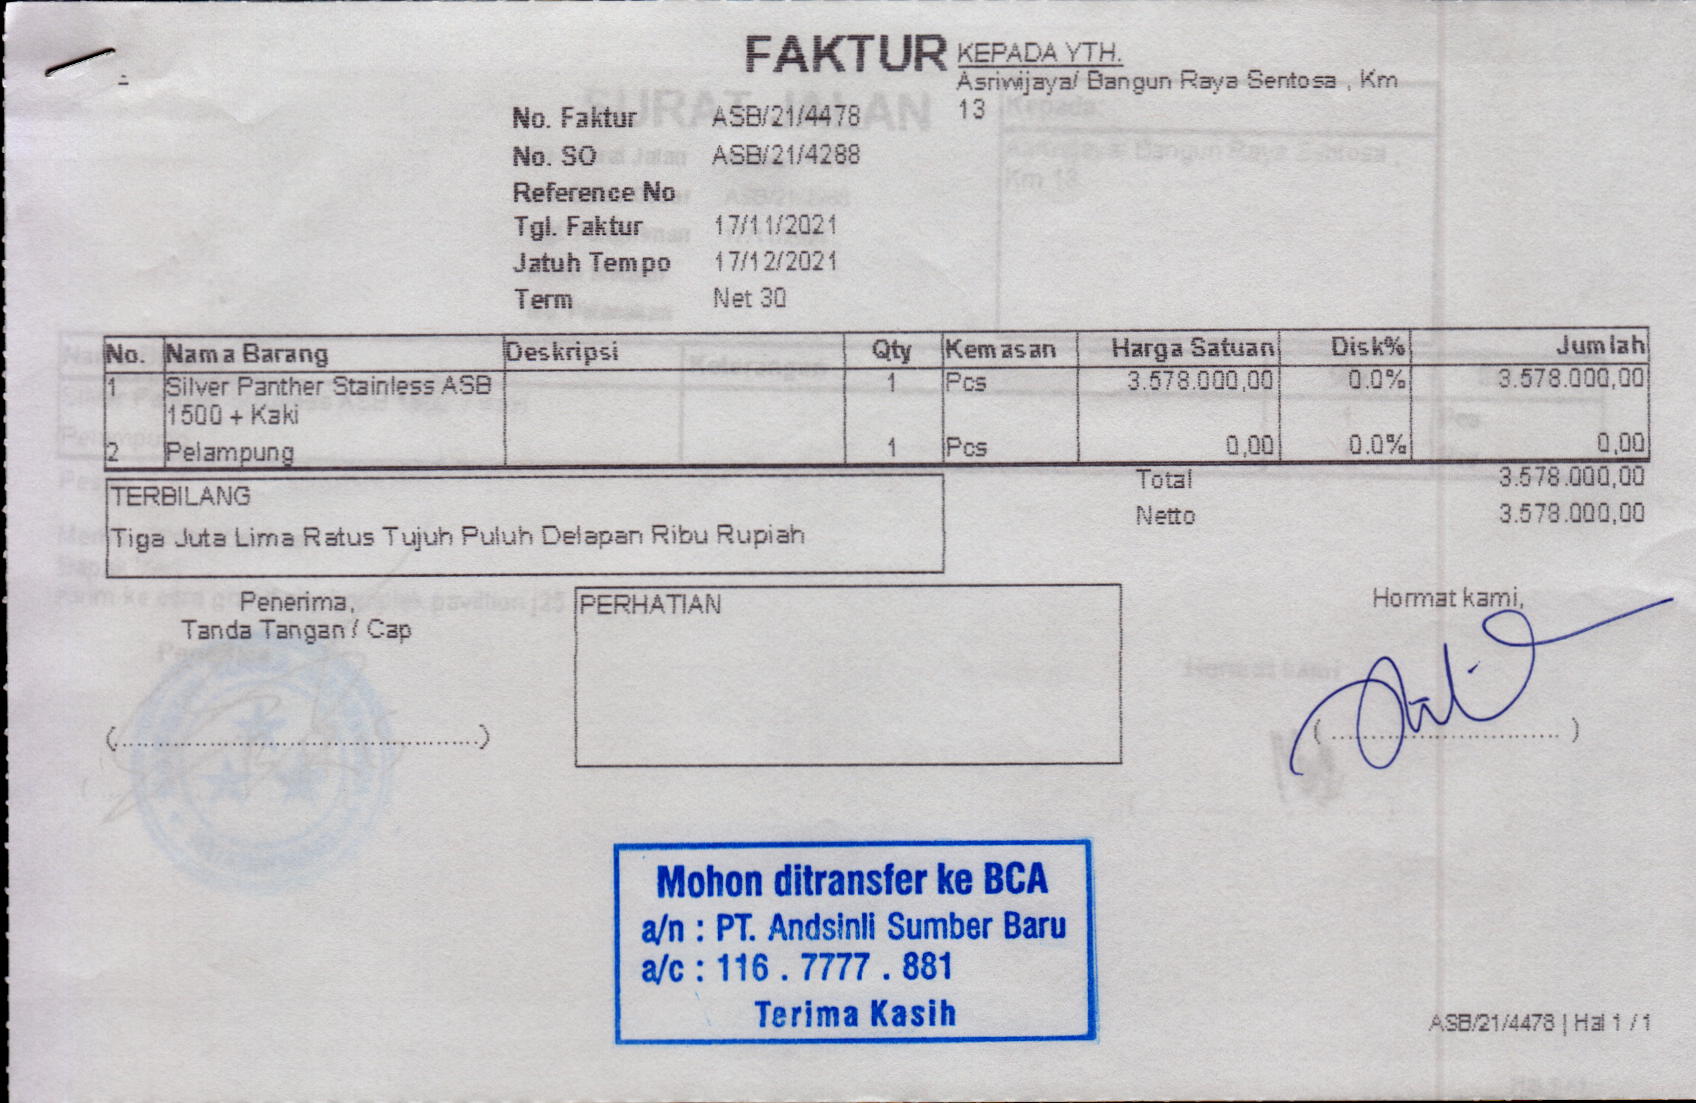 FAKTUR
KEPADA YTH.
Asriwijaya/ Bangun Raya Sentosa , Km
13
No. Faktur ASB/21/4478
No. SO ASB/21/4288
Reference No
Tgl. Faktur 17/11/2021
Jatuh Tempo 17/12/2021
Term Net 30
No. Nama Barang Deskripsi Qty Kemasan Harga Satuan Disk% Jumlah
1 Silver Panther Stainless ASB 1 Pcs 3.578.000,00 0.0% 3.578.000,00
1500 + Kaki
2 Pelampung 1 Pcs 0,00 0.0% 0,00
Total 3.578.000,00
Netto 3.578.000,00
TERBILANG
Tiga Juta Lima Ratus Tujuh Puluh Delapan Ribu Rupiah
Penerima,
Tanda Tangan / Cap
(..........................................)
PERHATIAN
Hormat kami,
(..............................)
Mohon ditransfer ke BCA
a/n : PT. Andsinli Sumber Baru
a/c : 116 . 7777 . 881
Terima Kasih
ASB/21/4478 | Hal 1 / 1